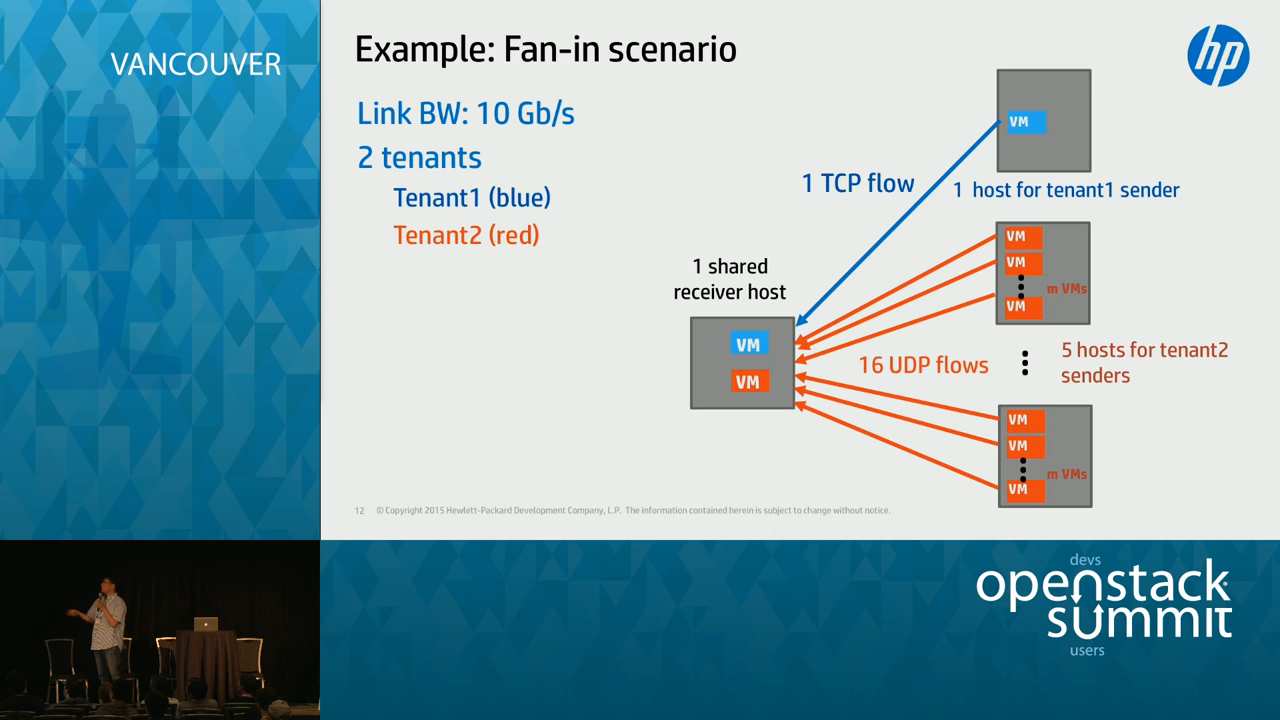 VANCOUVER
Example: Fan-in scenario
hp
Link BW: 10 Gb/s
2 tenants
Tenant1 (blue)
Tenant2 (red)
1 TCP flow
VM
1 host for tenant1 sender
1 shared
receiver host
VM
VM
VM
VM
m VMs
VM
16 UDP flows
5 hosts for tenant2
senders
VM
VM
m VMs
VM
12 © Copyright 2015 Hewlett-Packard Development Company, L.P. The information contained herein is subject to change without notice.
devs
openstack
summit
users